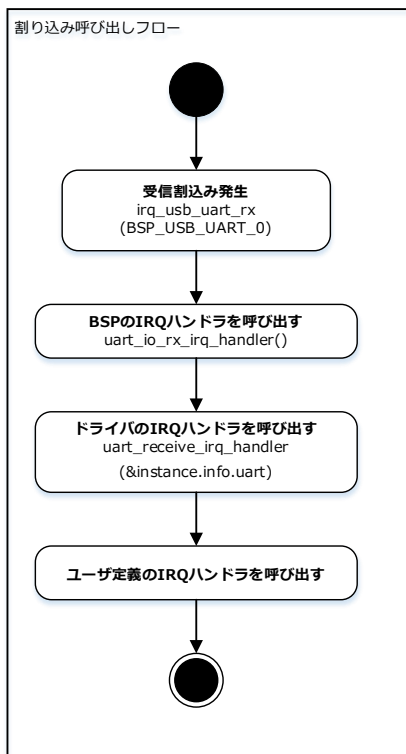 割り込み呼び出しフロー
受信割込み発生
irq_usb_uart_rx
(BSP_USB_UART_0)
BSPのIRQハンドラを呼び出す
uart_io_rx_irq_handler()
ドライバのIRQハンドラを呼び出す
uart_receive_irq_handler
(&instance.info.uart)
ユーザ定義のIRQハンドラを呼び出す